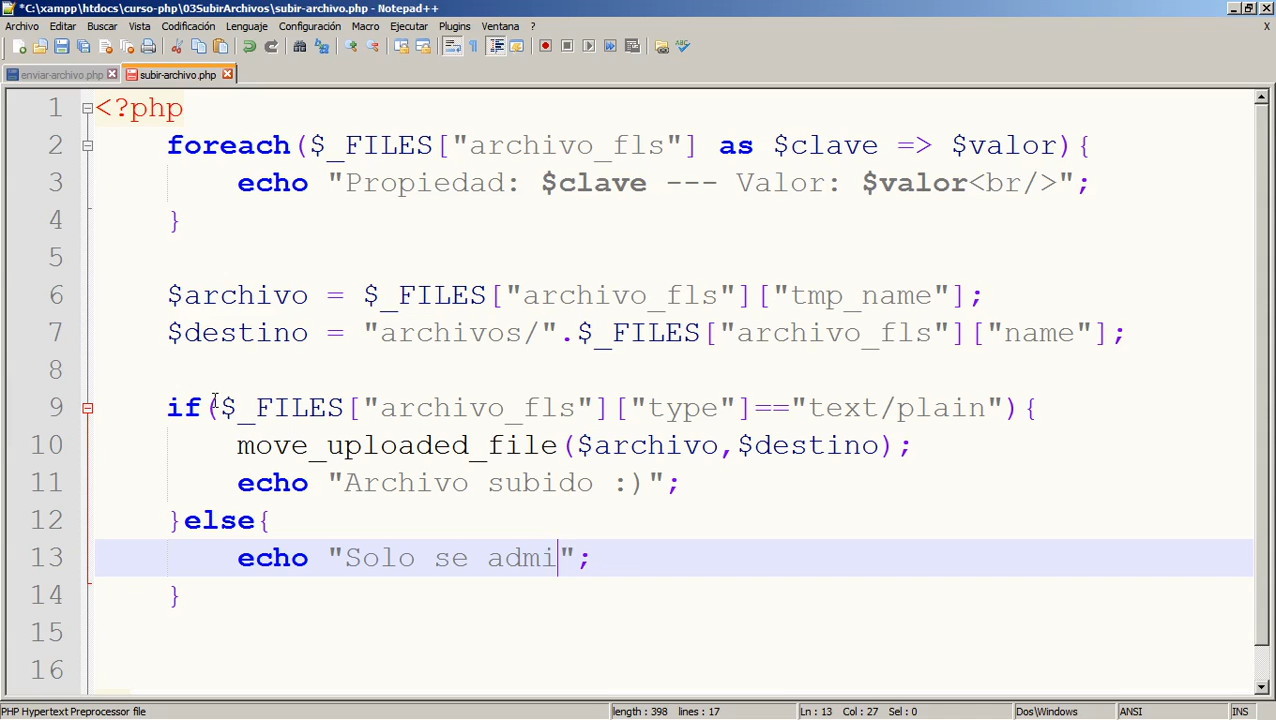 *C:\xampp\htdocs\curso-php\03SubirArchivos\subir-archivo.php - Notepad++
Archivo Editar Buscar Vista Codificación Lenguaje Configuración Macro Ejecutar Plugins Ventana ? X
enviar-archivo.php subir-archivo.php
1 <?php
2 foreach($_FILES["archivo_fls"] as $clave => $valor){
3 echo "Propiedad: $clave --- Valor: $valor<br/>";
4 }
5
6 $archivo = $_FILES["archivo_fls"]["tmp_name"];
7 $destino = "archivos/".$_FILES["archivo_fls"]["name"];
8
9 if($_FILES["archivo_fls"]["type"]=="text/plain"){
10 move_uploaded_file($archivo,$destino);
11 echo "Archivo subido :)";
12 }else{
13 echo "Solo se admi";
14 }
15
16
PHP Hypertext Preprocessor file length : 398 lines : 17 Ln : 13 Col : 27 Sel : 0 Dos\Windows ANSI INS